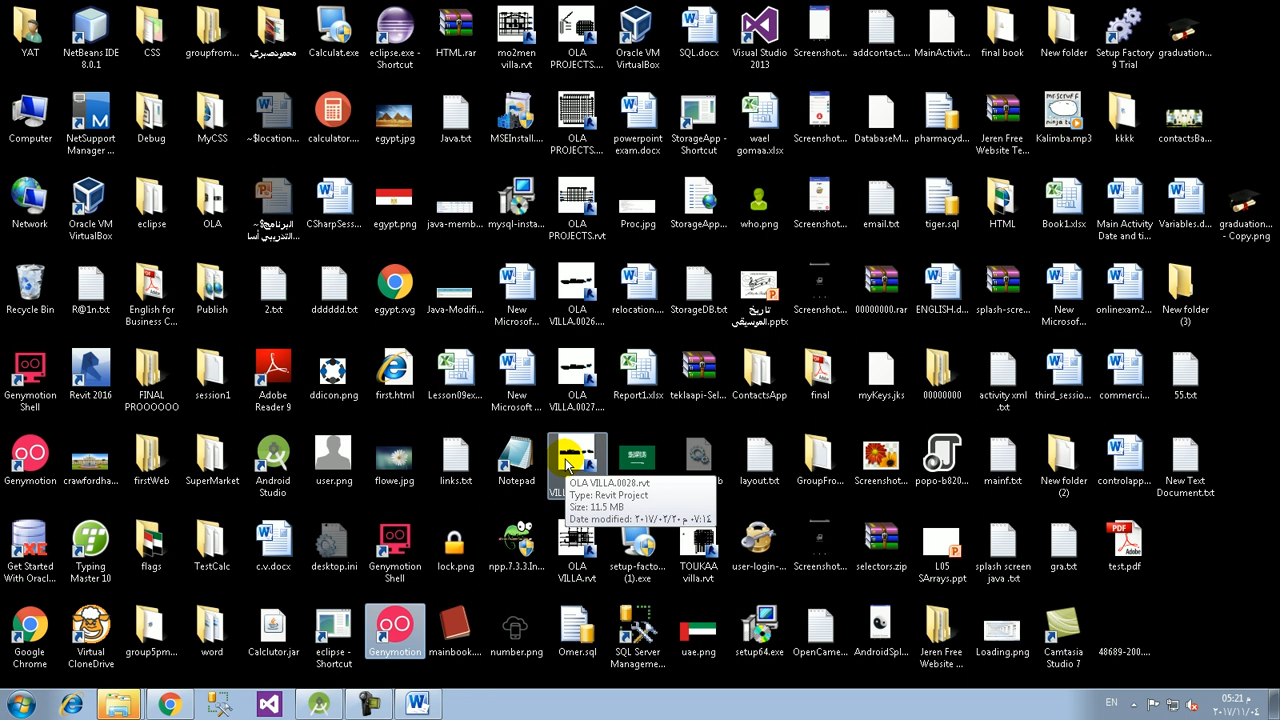 YAT
NetBeans IDE
8.0.1
CSS
groupfrom...
محمدصبري
Calculat.exe
eclipse.exe -
Shortcut
HTML.rar
mo2men
villa.rvt
OLA
PROJECTS....
Oracle VM
VirtualBox
SQL.docx
Visual Studio
2013
Screenshot...
addcontact...
MainActivit...
final book
New folder
Setup Factory
9 Trial
graduation...
Computer
NetSupport
Manager ...
Debug
MyCSS
~$location...
calculator...
egypt.jpg
Java.txt
MSEInstall...
OLA
PROJECTS....
powerpoint
exam.docx
StorageApp -
Shortcut
wael
gomaa.xlsx
Screenshot...
DatabaseM...
pharmacyd...
Jeren Free
Website Te...
Kalimba.mp3
kkkk
contactsBa...
Network
Oracle VM
VirtualBox
eclipse
OLA
~$البرنامج
التدريبي أسا...
CSharpSess...
egypt.png
java-memb...
mysql-insta...
OLA
PROJECTS.rvt
Proc.jpg
StorageApp...
who.png
Screenshot...
email.txt
tiger.sql
HTML
Book1.xlsx
Main Activity
Date and ti...
Variables.d...
graduation...
- Copy.png
Recycle Bin
R@1n.txt
English for
Business C...
Publish
2.txt
dddddd.txt
egypt.svg
Java-Modifi...
New
Microsof...
OLA
VILLA.0026...
relocation...
StorageDB.txt
تاريخ
الموسيقى.pptx
Screenshot...
00000000.rar
ENGLISH.d...
splash-scre...
New
Microsof...
onlinexam2...
New folder
(3)
Genymotion
Shell
Revit 2016
FINAL
PROOOOOO
session1
Adobe
Reader 9
ddicon.png
first.html
Lesson09ex...
New
Microsoft ...
OLA
VILLA.0027....
Report1.xlsx
teklaapi-Sel...
ContactsApp
final
myKeys.jks
00000000
activity xml
.txt
third_sessio...
commerci...
55.txt
Genymotion
crawfordha...
firstWeb
SuperMarket
Android
Studio
user.png
flowe.jpg
links.txt
Notepad
OLA VILLA.0028.rvt
Type: Revit Project
Size: 11.5 MB
Date modified: ٢٠١٧/٠٢/٢٠ م ٠٧:١٤
layout.txt
GroupFro...
popo-b820...
mainf.txt
New folder
(2)
controlapp...
New Text
Document.txt
Get Started
With Oracl...
Typing
Master 10
flags
TestCalc
c.v.docx
desktop.ini
Genymotion
Shell
lock.png
npp.7.3.3.In...
OLA
VILLA.rvt
setup-facto...
(1).exe
TOUKAA
villa.rvt
user-login-...
Screenshot...
selectors.zip
L05
SArrays.ppt
splash screen
java .txt
gra.txt
test.pdf
Google
Chrome
Virtual
CloneDrive
group5pm...
word
Calclutor.jar
eclipse -
Shortcut
Genymotion
mainbook....
number.png
Omer.sql
SQL Server
Manageme...
uae.png
setup64.exe
OpenCame...
AndroidSpl...
Jeren Free
Website ...
Loading.png
Camtasia
Studio 7
48689-200....
EN
05:21 م
٢٠١٧/١١/٠٤